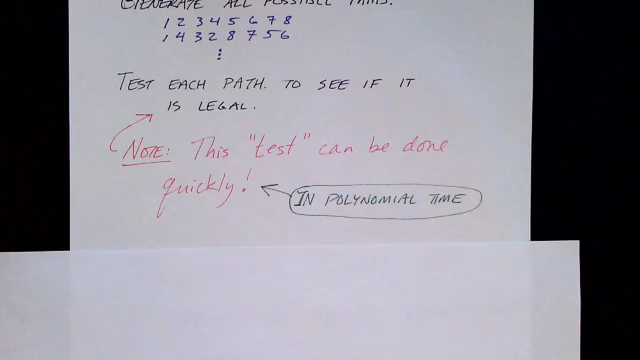 GENERATE ALL POSSIBLE PATHS.
1 2 3 4 5 6 7 8
1 4 3 2 8 7 5 6
⋮
TEST EACH PATH. TO SEE IF IT
IS LEGAL.
NOTE: This "test" can be done
quickly!
IN POLYNOMIAL TIME